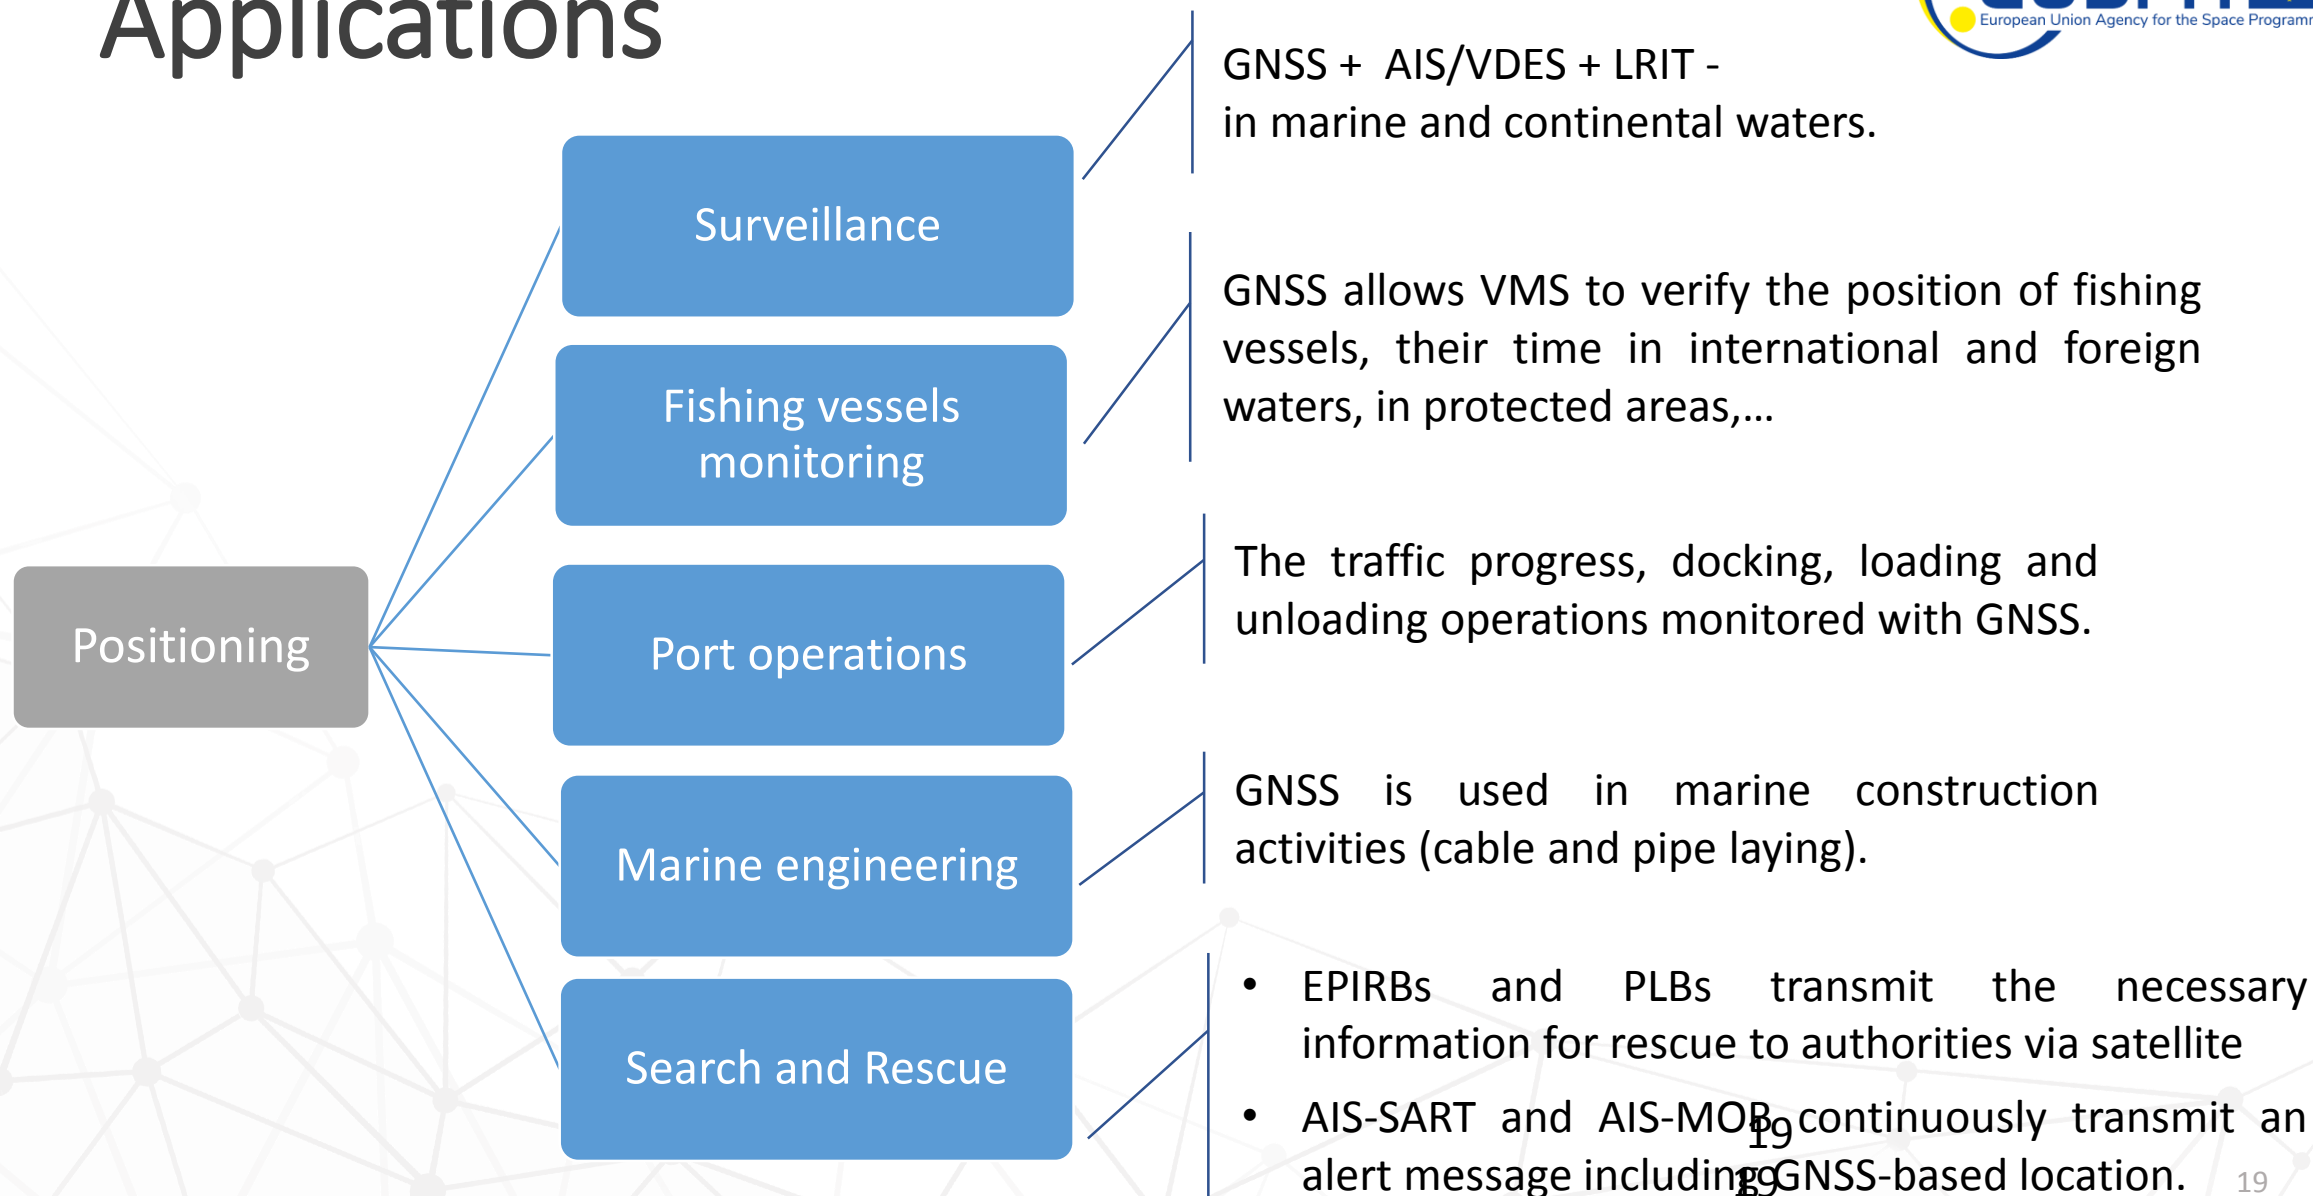 Applications
European Union Agency for the Space
GNSS + AIS/VDES + LRIT -
in marine and continental waters.
Surveillance
GNSS allows VMS to verify the position of fishing
vessels, their time in international and foreign
waters, in protected areas,...
Fishing vessels
monitoring
The traffic progress, docking, loading and
unloading operations monitored with GNSS.
Positioning
Port operations
GNSS is used in marine construction
activities (cable and pipe laying).
Marine engineering
• EPIRBs and PLBs transmit the necessary
information for rescue to authorities via satellite
Search and Rescue
• AIS-SART and AIS-MOB continuously transmit an
alert message including GNSS-based location.
19
19
19